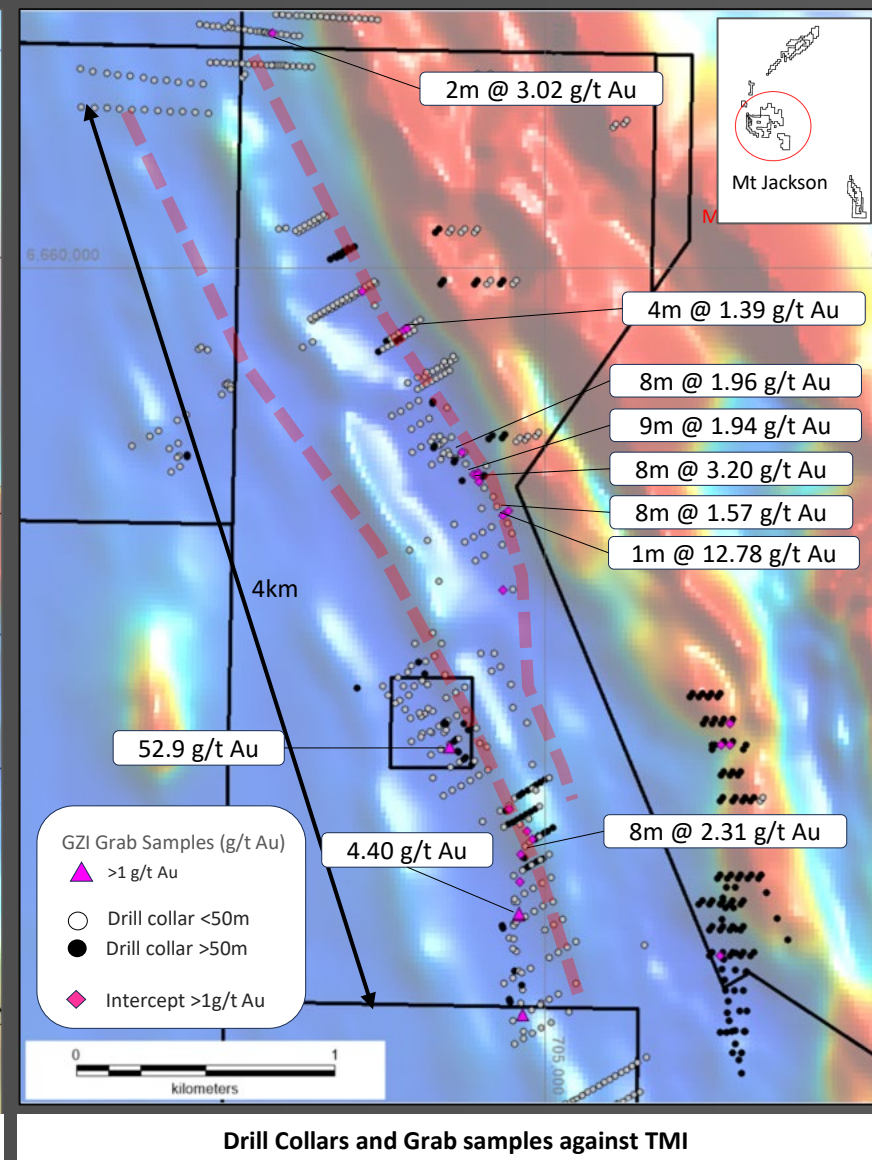 2m @ 3.02 g/t Au
Mt Jackson
M
6,660,000
4m @ 1.39 g/t Au
8m @ 1.96 g/t Au
9m @ 1.94 g/t Au
8m @ 3.20 g/t Au
8m @ 1.57 g/t Au
1m @ 12.78 g/t Au
4km
52.9 g/t Au
8m @ 2.31 g/t Au
4.40 g/t Au
GZI Grab Samples (g/t Au)
>1 g/t Au
Drill collar <50m
Drill collar >50m
Intercept >1g/t Au
705,000
0 1
kilometers
Drill Collars and Grab samples against TMI